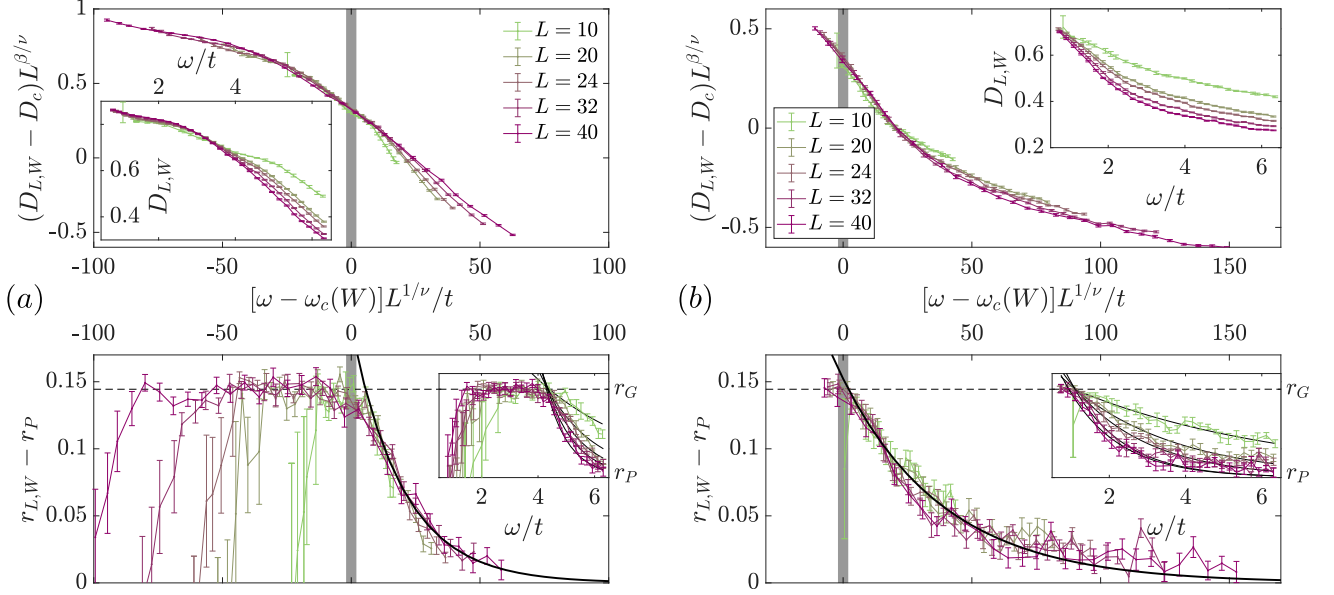 (D_{L,W} − D_c)L^{β/ν}
1
0.5
0
-0.5
-100
-50
0
50
100
L = 10
L = 20
L = 24
L = 32
L = 40
ω/t
2
4
D_{L,W}
0.6
0.4
(a)
[ω − ω_c(W)]L^{1/ν}/t
(D_{L,W} − D_c)L^{β/ν}
0.5
0
-0.5
0
50
100
150
L = 10
L = 20
L = 24
L = 32
L = 40
D_{L,W}
0.6
0.4
0.2
2
4
6
ω/t
(b)
[ω − ω_c(W)]L^{1/ν}/t
-100
-50
0
50
100
r_{L,W} − r_P
0.15
0.1
0.05
0
r_G
r_P
2
4
6
ω/t
0
50
100
150
r_{L,W} − r_P
0.15
0.1
0.05
0
r_G
r_P
2
4
6
ω/t